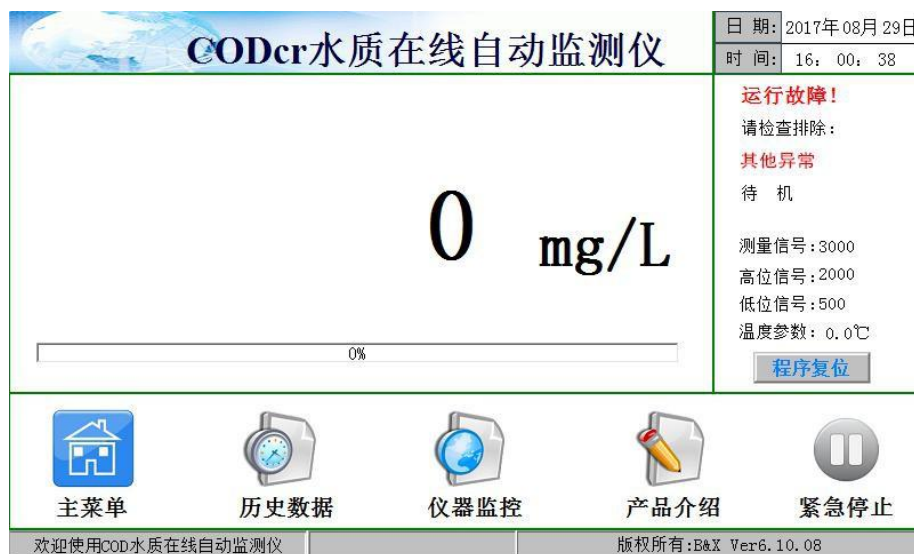 CODcr水质在线自动监测仪
日 期: 2017年08月29日
时 间: 16: 00: 38
运行故障!
请检查排除:
其他异常
待 机
0 mg/L
测量信号:3000
高位信号:2000
低位信号:500
温度参数: 0.0℃
0%
程序复位
主菜单 历史数据 仪器监控 产品介绍 紧急停止
欢迎使用COD水质在线自动监测仪 版权所有:B&X Ver6.10.08